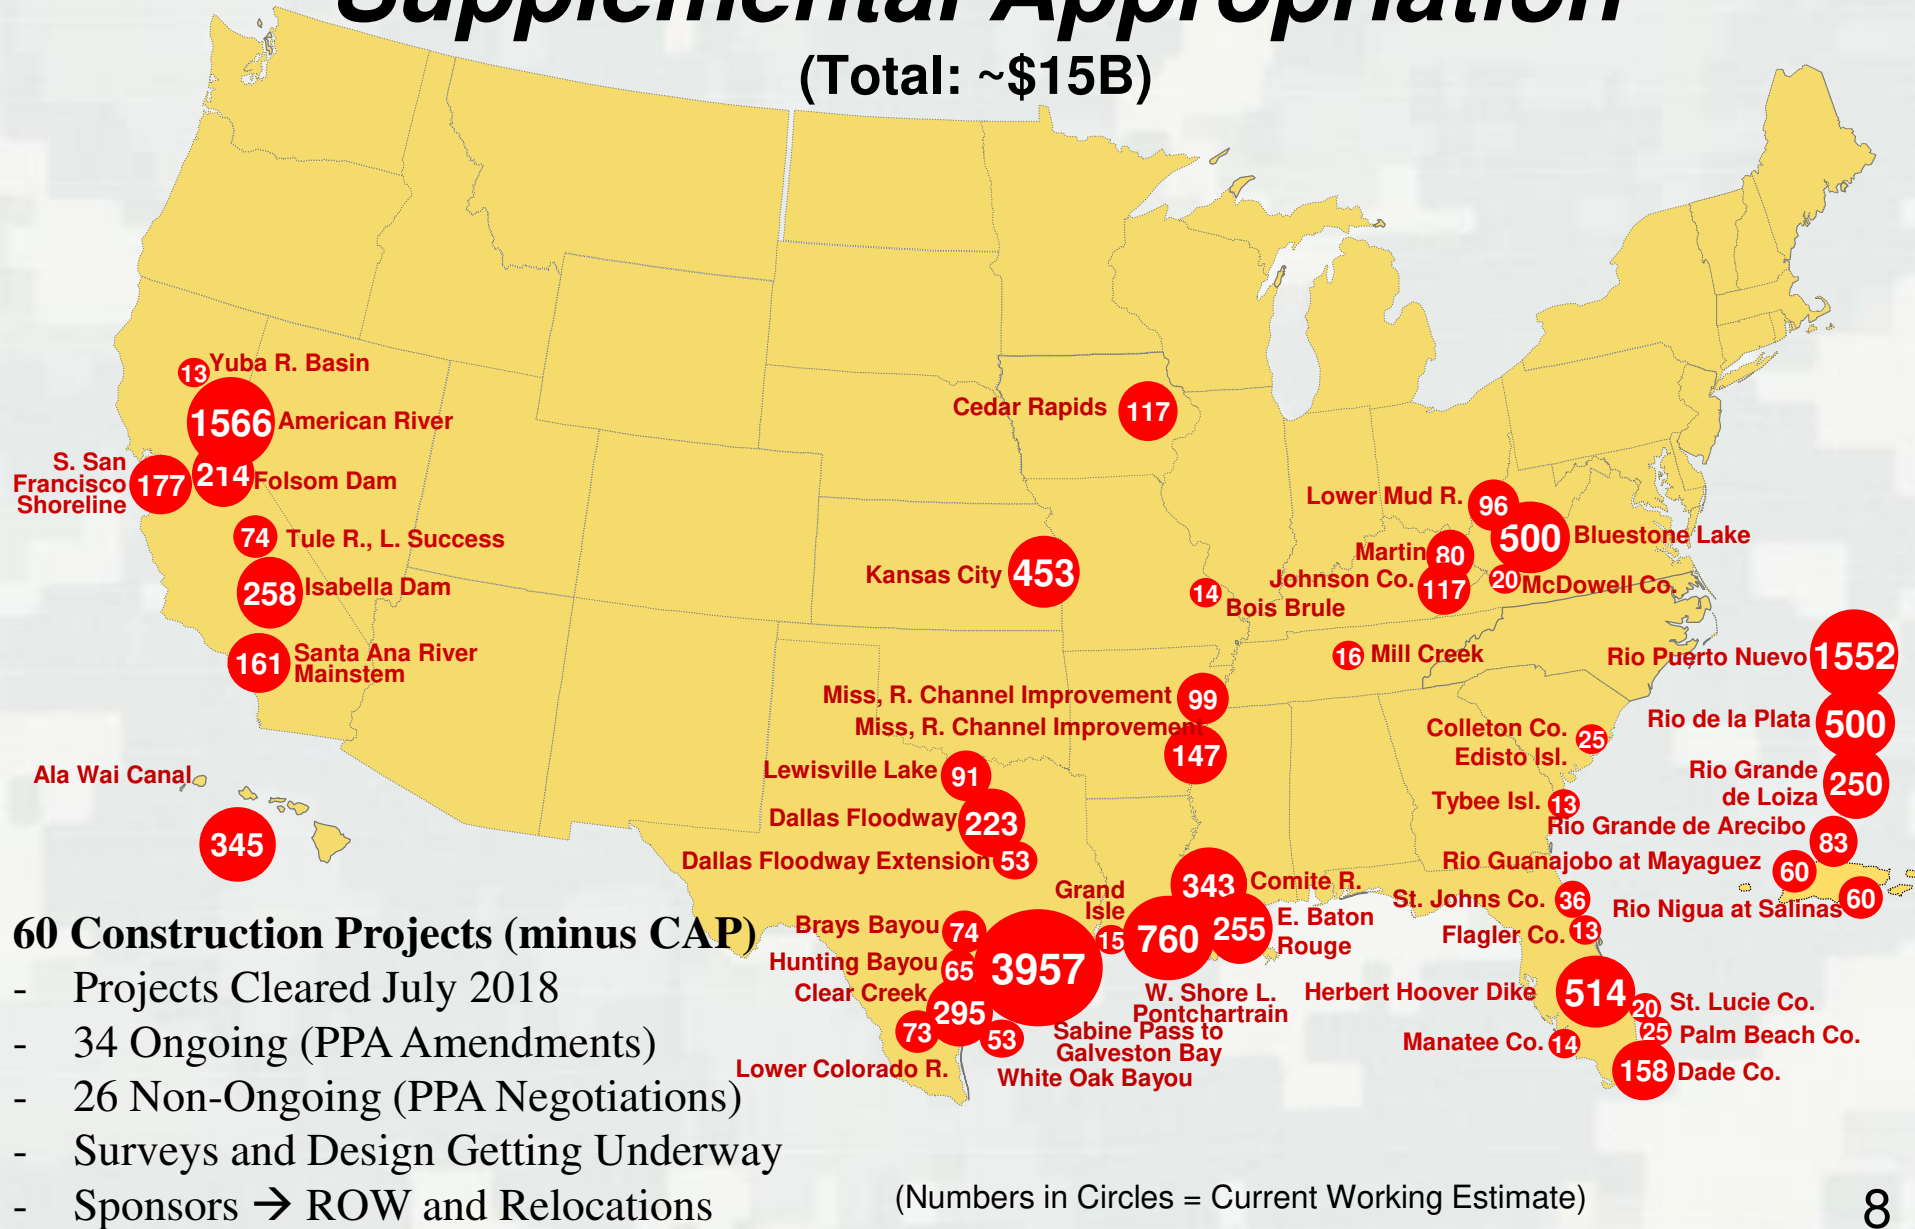 Supplemental Appropriation
(Total: ~$15B)
13 Yuba R. Basin
1566 American River
S. San
Francisco
Shoreline
177
214 Folsom Dam
74 Tule R., L. Success
258 Isabella Dam
161
Santa Ana River
Mainstem
Ala Wai Canal
345
Cedar Rapids 117
Kansas City 453
14
Bois Brule
Lower Mud R. 96
500 Bluestone Lake
Martin 80
Johnson Co. 117
20 McDowell Co.
16 Mill Creek
Miss, R. Channel Improvement 99
Miss, R. Channel Improvement
147
Lewisville Lake 91
Dallas Floodway 223
Dallas Floodway Extension 53
Rio Puerto Nuevo 1552
Rio de la Plata 500
Rio Grande
de Loiza
250
Colleton Co.
Edisto Isl.
25
Tybee Isl. 13
Rio Grande de Arecibo 83
Rio Guanajobo at Mayaguez 60
Rio Nigua at Salinas 60
343 Comite R.
255
E. Baton
Rouge
Grand
Isle
15
760
W. Shore L.
Pontchartrain
Brays Bayou 74
Hunting Bayou 65
3957
Sabine Pass to
Galveston Bay
Clear Creek 295
73
Lower Colorado R.
53
White Oak Bayou
St. Johns Co. 36
Flagler Co. 13
Herbert Hoover Dike 514
20 St. Lucie Co.
25 Palm Beach Co.
Manatee Co. 14
158 Dade Co.
60 Construction Projects (minus CAP)
- Projects Cleared July 2018
- 34 Ongoing (PPA Amendments)
- 26 Non-Ongoing (PPA Negotiations)
- Surveys and Design Getting Underway
- Sponsors → ROW and Relocations
(Numbers in Circles = Current Working Estimate)
8